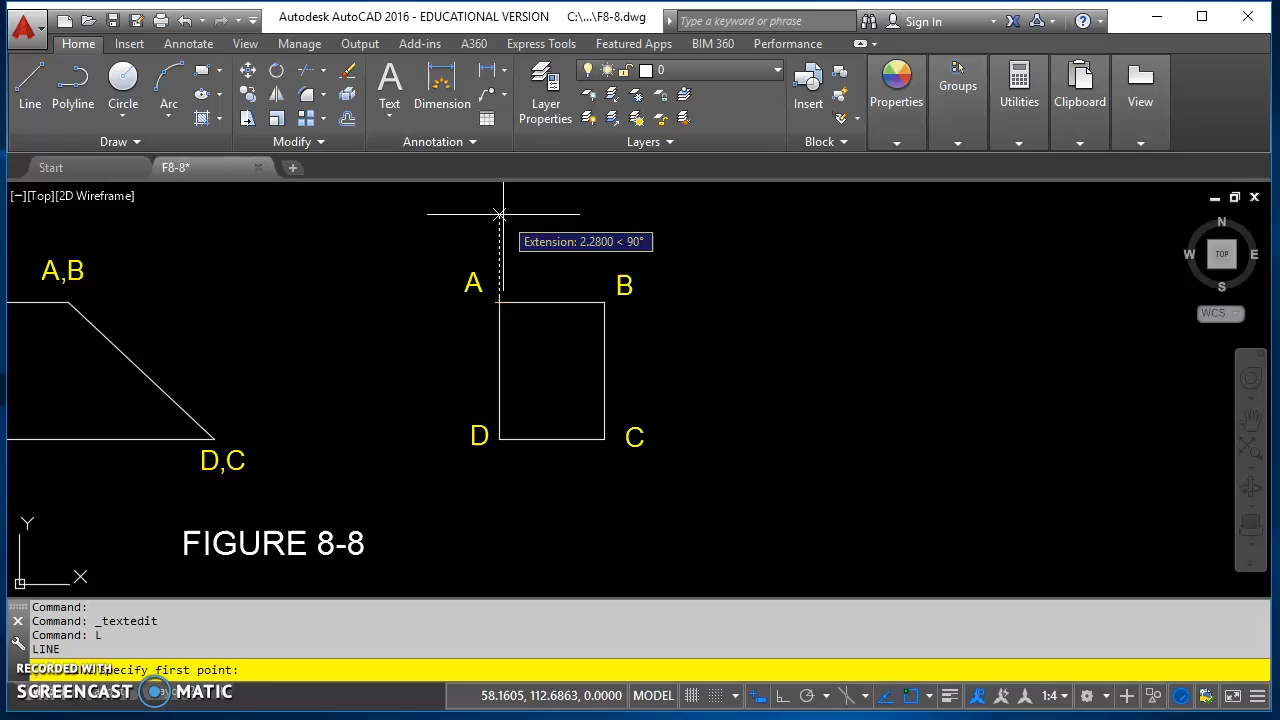 Autodesk AutoCAD 2016 - EDUCATIONAL VERSION C:\...\F8-8.dwg Type a keyword or phrase Sign In
Home Insert Annotate View Manage Output Add-ins A360 Express Tools Featured Apps BIM 360 Performance
0
Line Polyline Circle Arc Text Dimension Layer Properties Insert Properties Groups Utilities Clipboard View
Draw Modify Annotation Layers Block
Start F8-8*
[−][Top][2D Wireframe]
N
W TOP E
S
WCS
Extension: 2.2800 < 90°
A,B
A B
D C
D,C
FIGURE 8-8
Y
X
Command:
Command: _textedit
Command: L
LINE
Specify first point:
RECORDED WITH
SCREENCAST MATIC
58.1605, 112.6863, 0.0000 MODEL 1:4